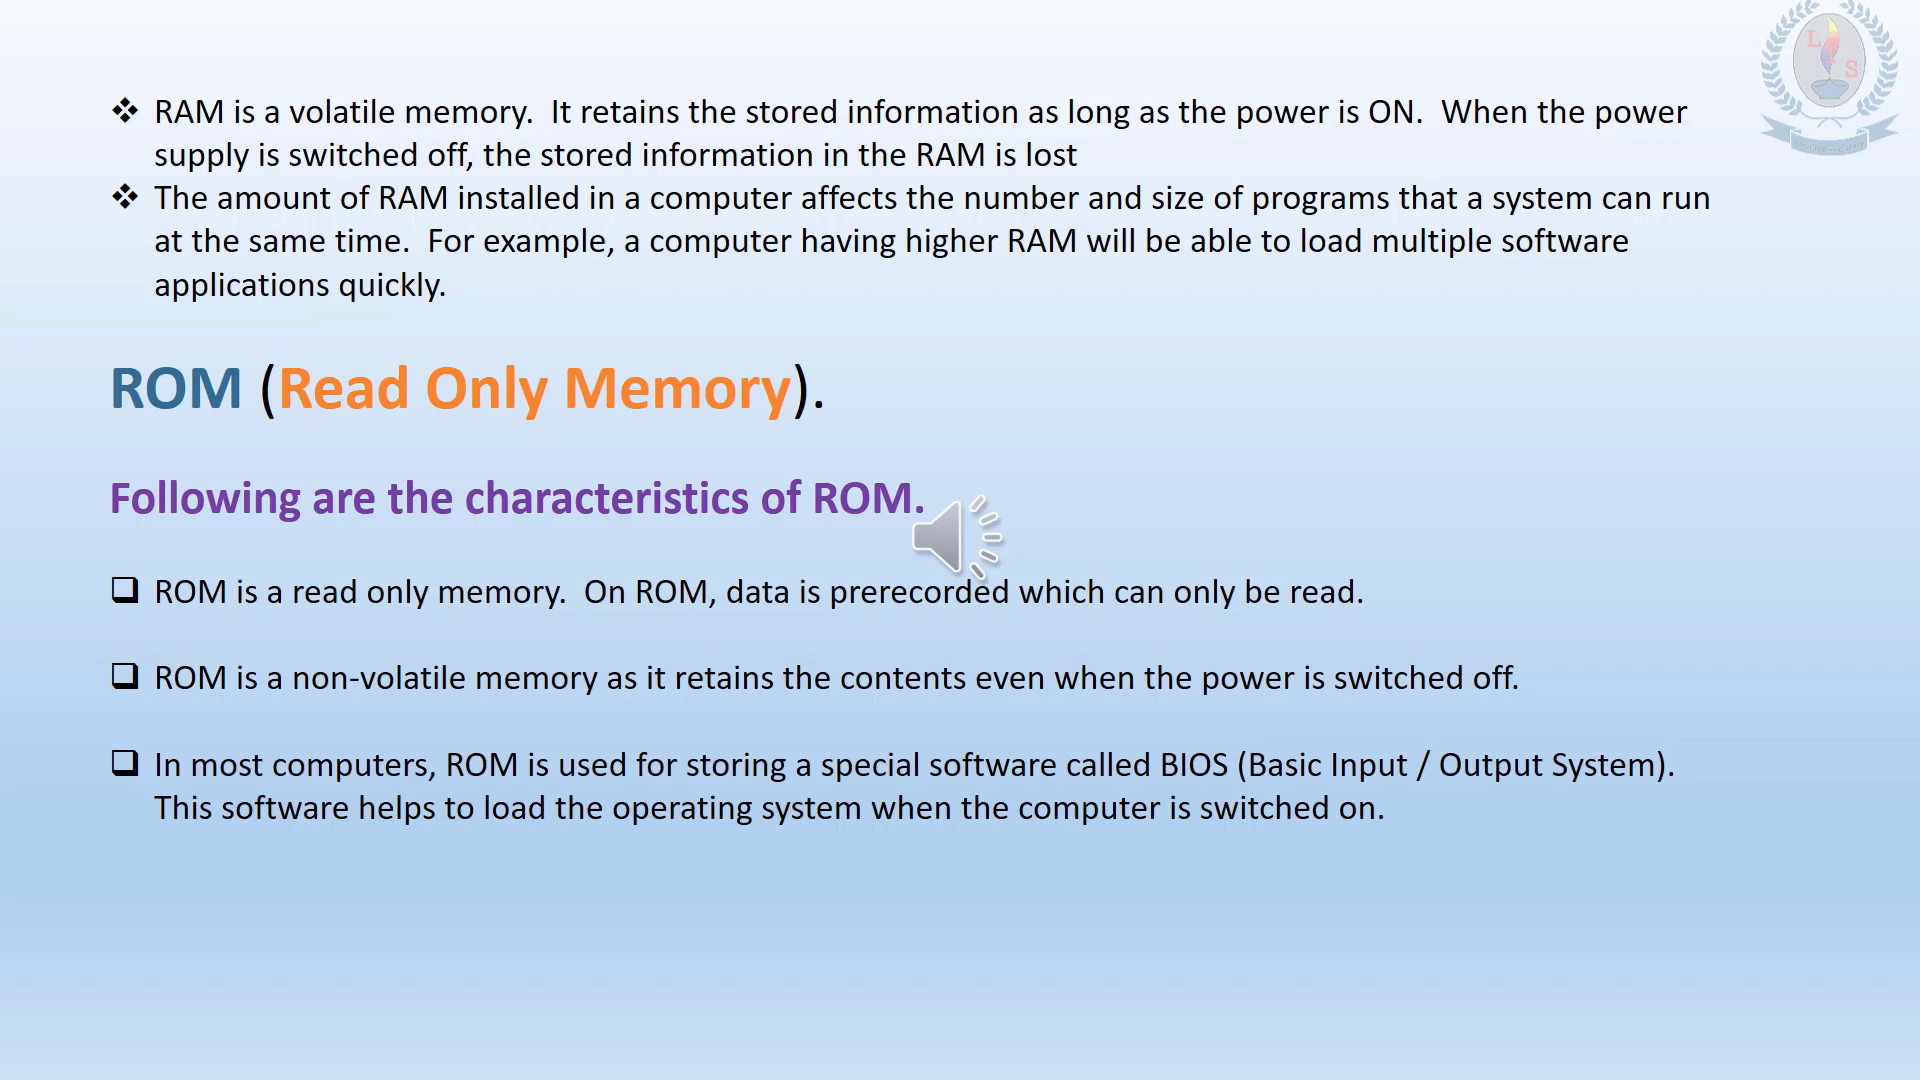 L S
❖ RAM is a volatile memory.  It retains the stored information as long as the power is ON.  When the power
supply is switched off, the stored information in the RAM is lost
❖ The amount of RAM installed in a computer affects the number and size of programs that a system can run
at the same time.  For example, a computer having higher RAM will be able to load multiple software
applications quickly.
ROM (Read Only Memory).
Following are the characteristics of ROM.
❑ ROM is a read only memory.  On ROM, data is prerecorded which can only be read.
❑ ROM is a non-volatile memory as it retains the contents even when the power is switched off.
❑ In most computers, ROM is used for storing a special software called BIOS (Basic Input / Output System).
This software helps to load the operating system when the computer is switched on.